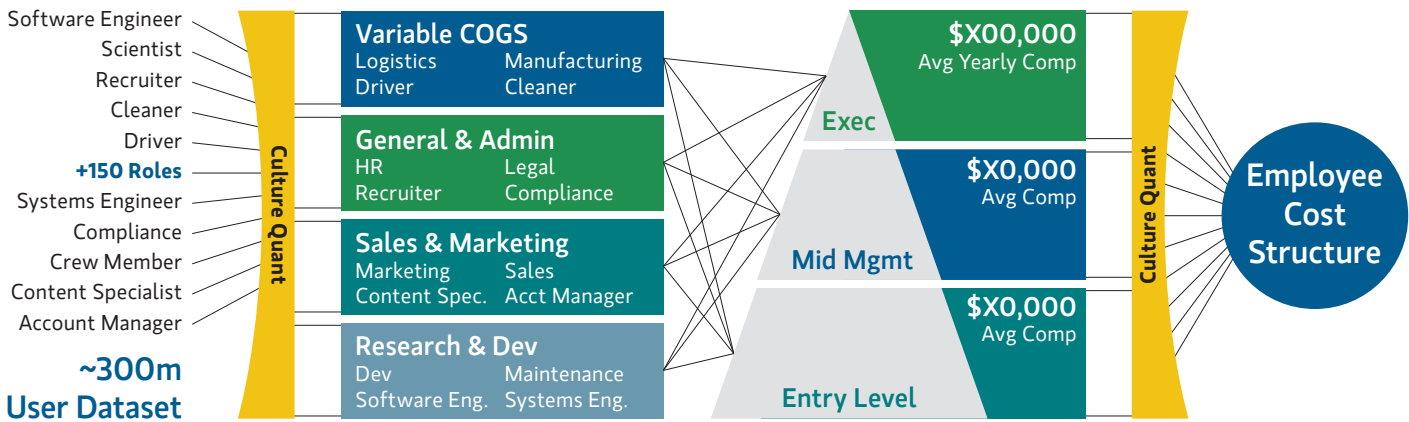 Software Engineer
Scientist
Recruiter
Cleaner
Driver
+150 Roles
Systems Engineer
Compliance
Crew Member
Content Specialist
Account Manager
~300m
User Dataset
Culture Quant
Variable COGS
Logistics Manufacturing
Driver Cleaner
General & Admin
HR Legal
Recruiter Compliance
Sales & Marketing
Marketing Sales
Content Spec. Acct Manager
Research & Dev
Dev Maintenance
Software Eng. Systems Eng.
Exec
$X00,000
Avg Yearly Comp
Mid Mgmt
$X0,000
Avg Comp
Entry Level
$X0,000
Avg Comp
Culture Quant
Employee
Cost
Structure